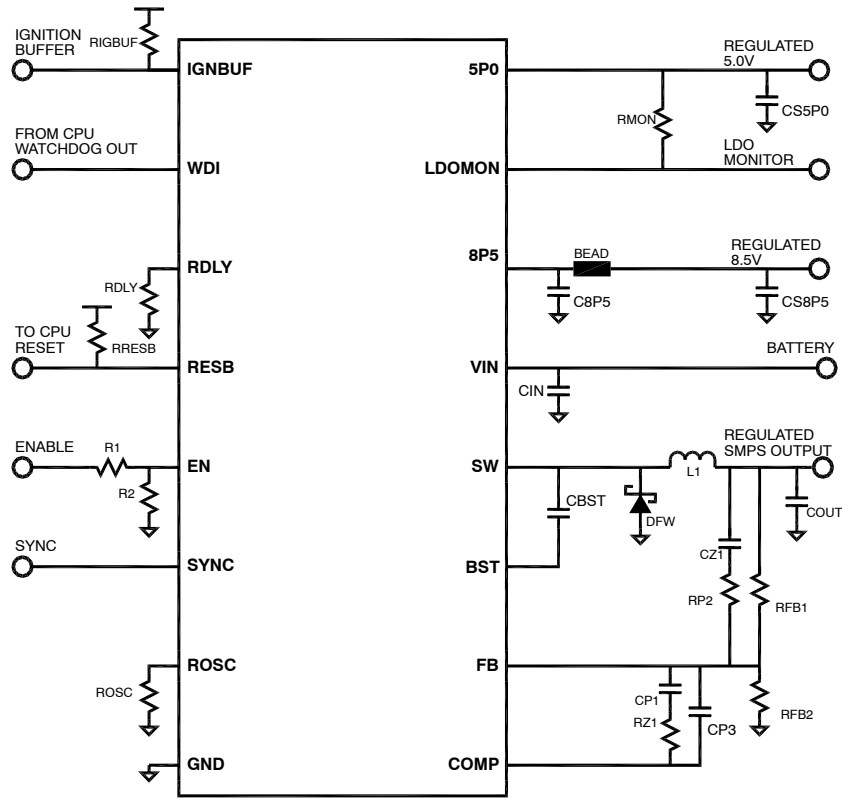 IGNITION
BUFFER
RIGBUF
IGNBUF
5P0
REGULATED
5.0V
CS5P0
RMON
FROM CPU
WATCHDOG OUT
WDI
LDOMON
LDO
MONITOR
RDLY
RDLY
8P5
BEAD
REGULATED
8.5V
C8P5
CS8P5
TO CPU
RESET
RRESB
RESB
VIN
CIN
BATTERY
ENABLE
R1
R2
EN
SW
CBST
DFW
L1
REGULATED
SMPS OUTPUT
COUT
SYNC
SYNC
BST
CZ1
RP2
RFB1
ROSC
ROSC
FB
CP1
RZ1
CP3
RFB2
GND
COMP